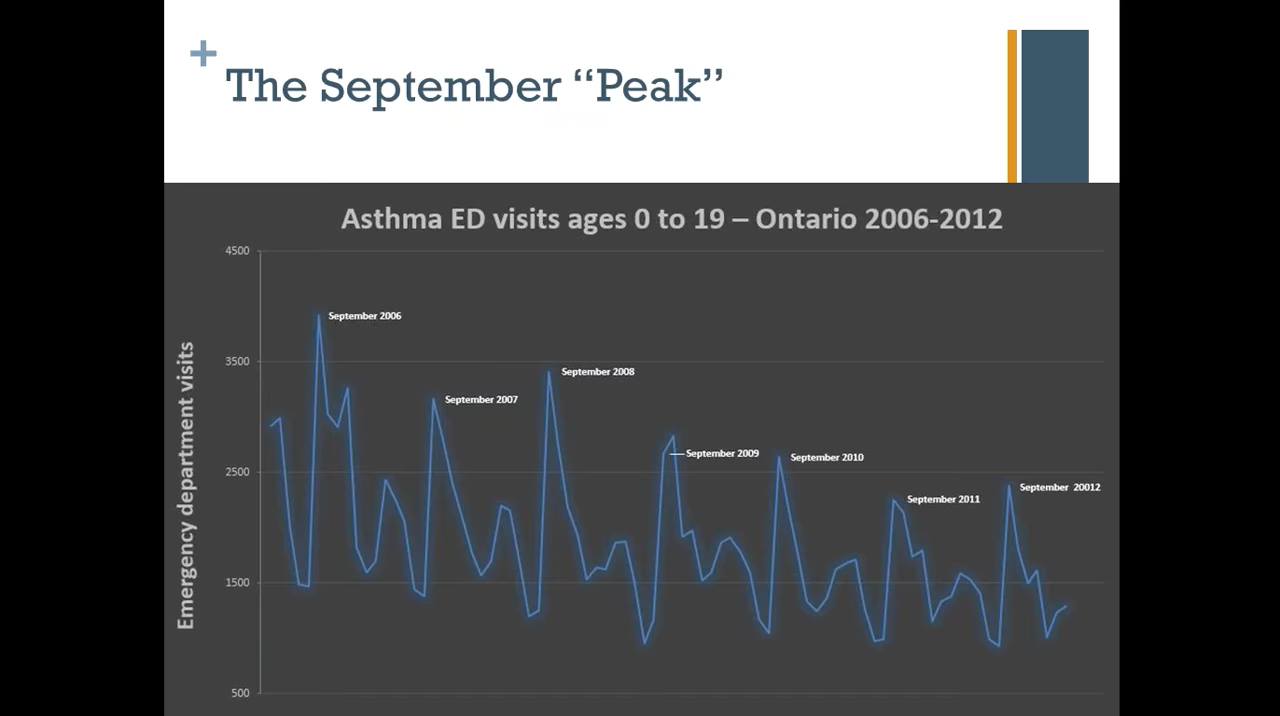 +
The September “Peak”
Asthma ED visits ages 0 to 19 – Ontario 2006-2012
4500
3500
2500
1500
500
Emergency department visits
September 2006
September 2007
September 2008
September 2009
September 2010
September 2011
September 20012